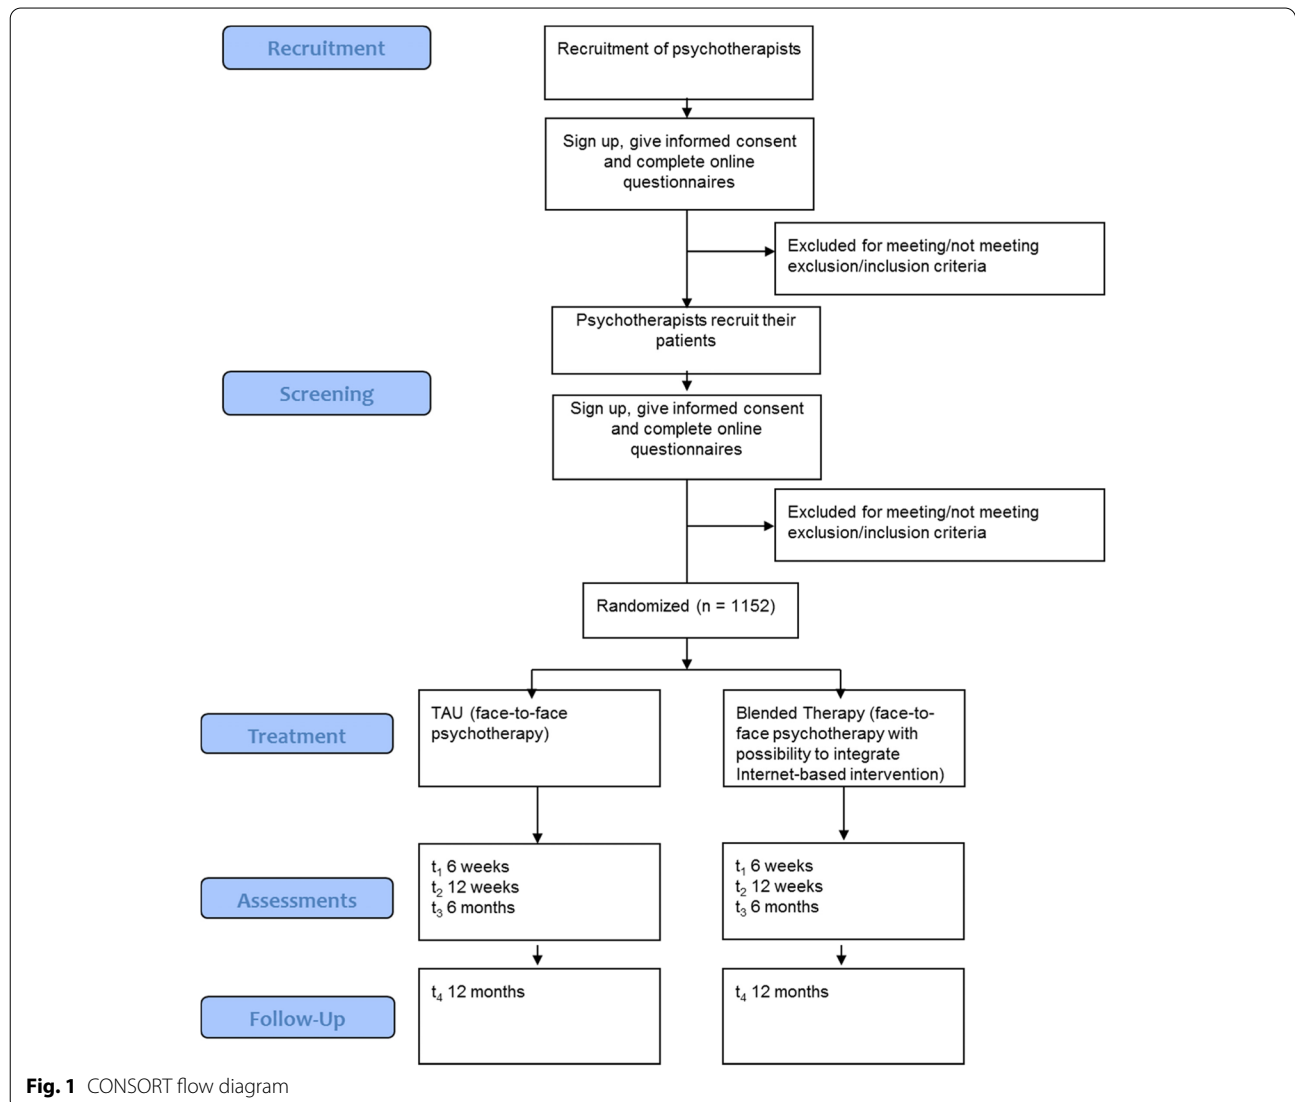 Recruitment
Recruitment of psychotherapists
Sign up, give informed consent
and complete online
questionnaires
Excluded for meeting/not meeting
exclusion/inclusion criteria
Psychotherapists recruit their
patients
Screening
Sign up, give informed consent
and complete online
questionnaires
Excluded for meeting/not meeting
exclusion/inclusion criteria
Randomized (n = 1152)
Treatment
TAU (face-to-face
psychotherapy)
Blended Therapy (face-to-
face psychotherapy with
possibility to integrate
Internet-based intervention)
Assessments
t₁ 6 weeks
t₂ 12 weeks
t₃ 6 months
t₁ 6 weeks
t₂ 12 weeks
t₃ 6 months
Follow-Up
t₄ 12 months
t₄ 12 months
Fig. 1 CONSORT flow diagram